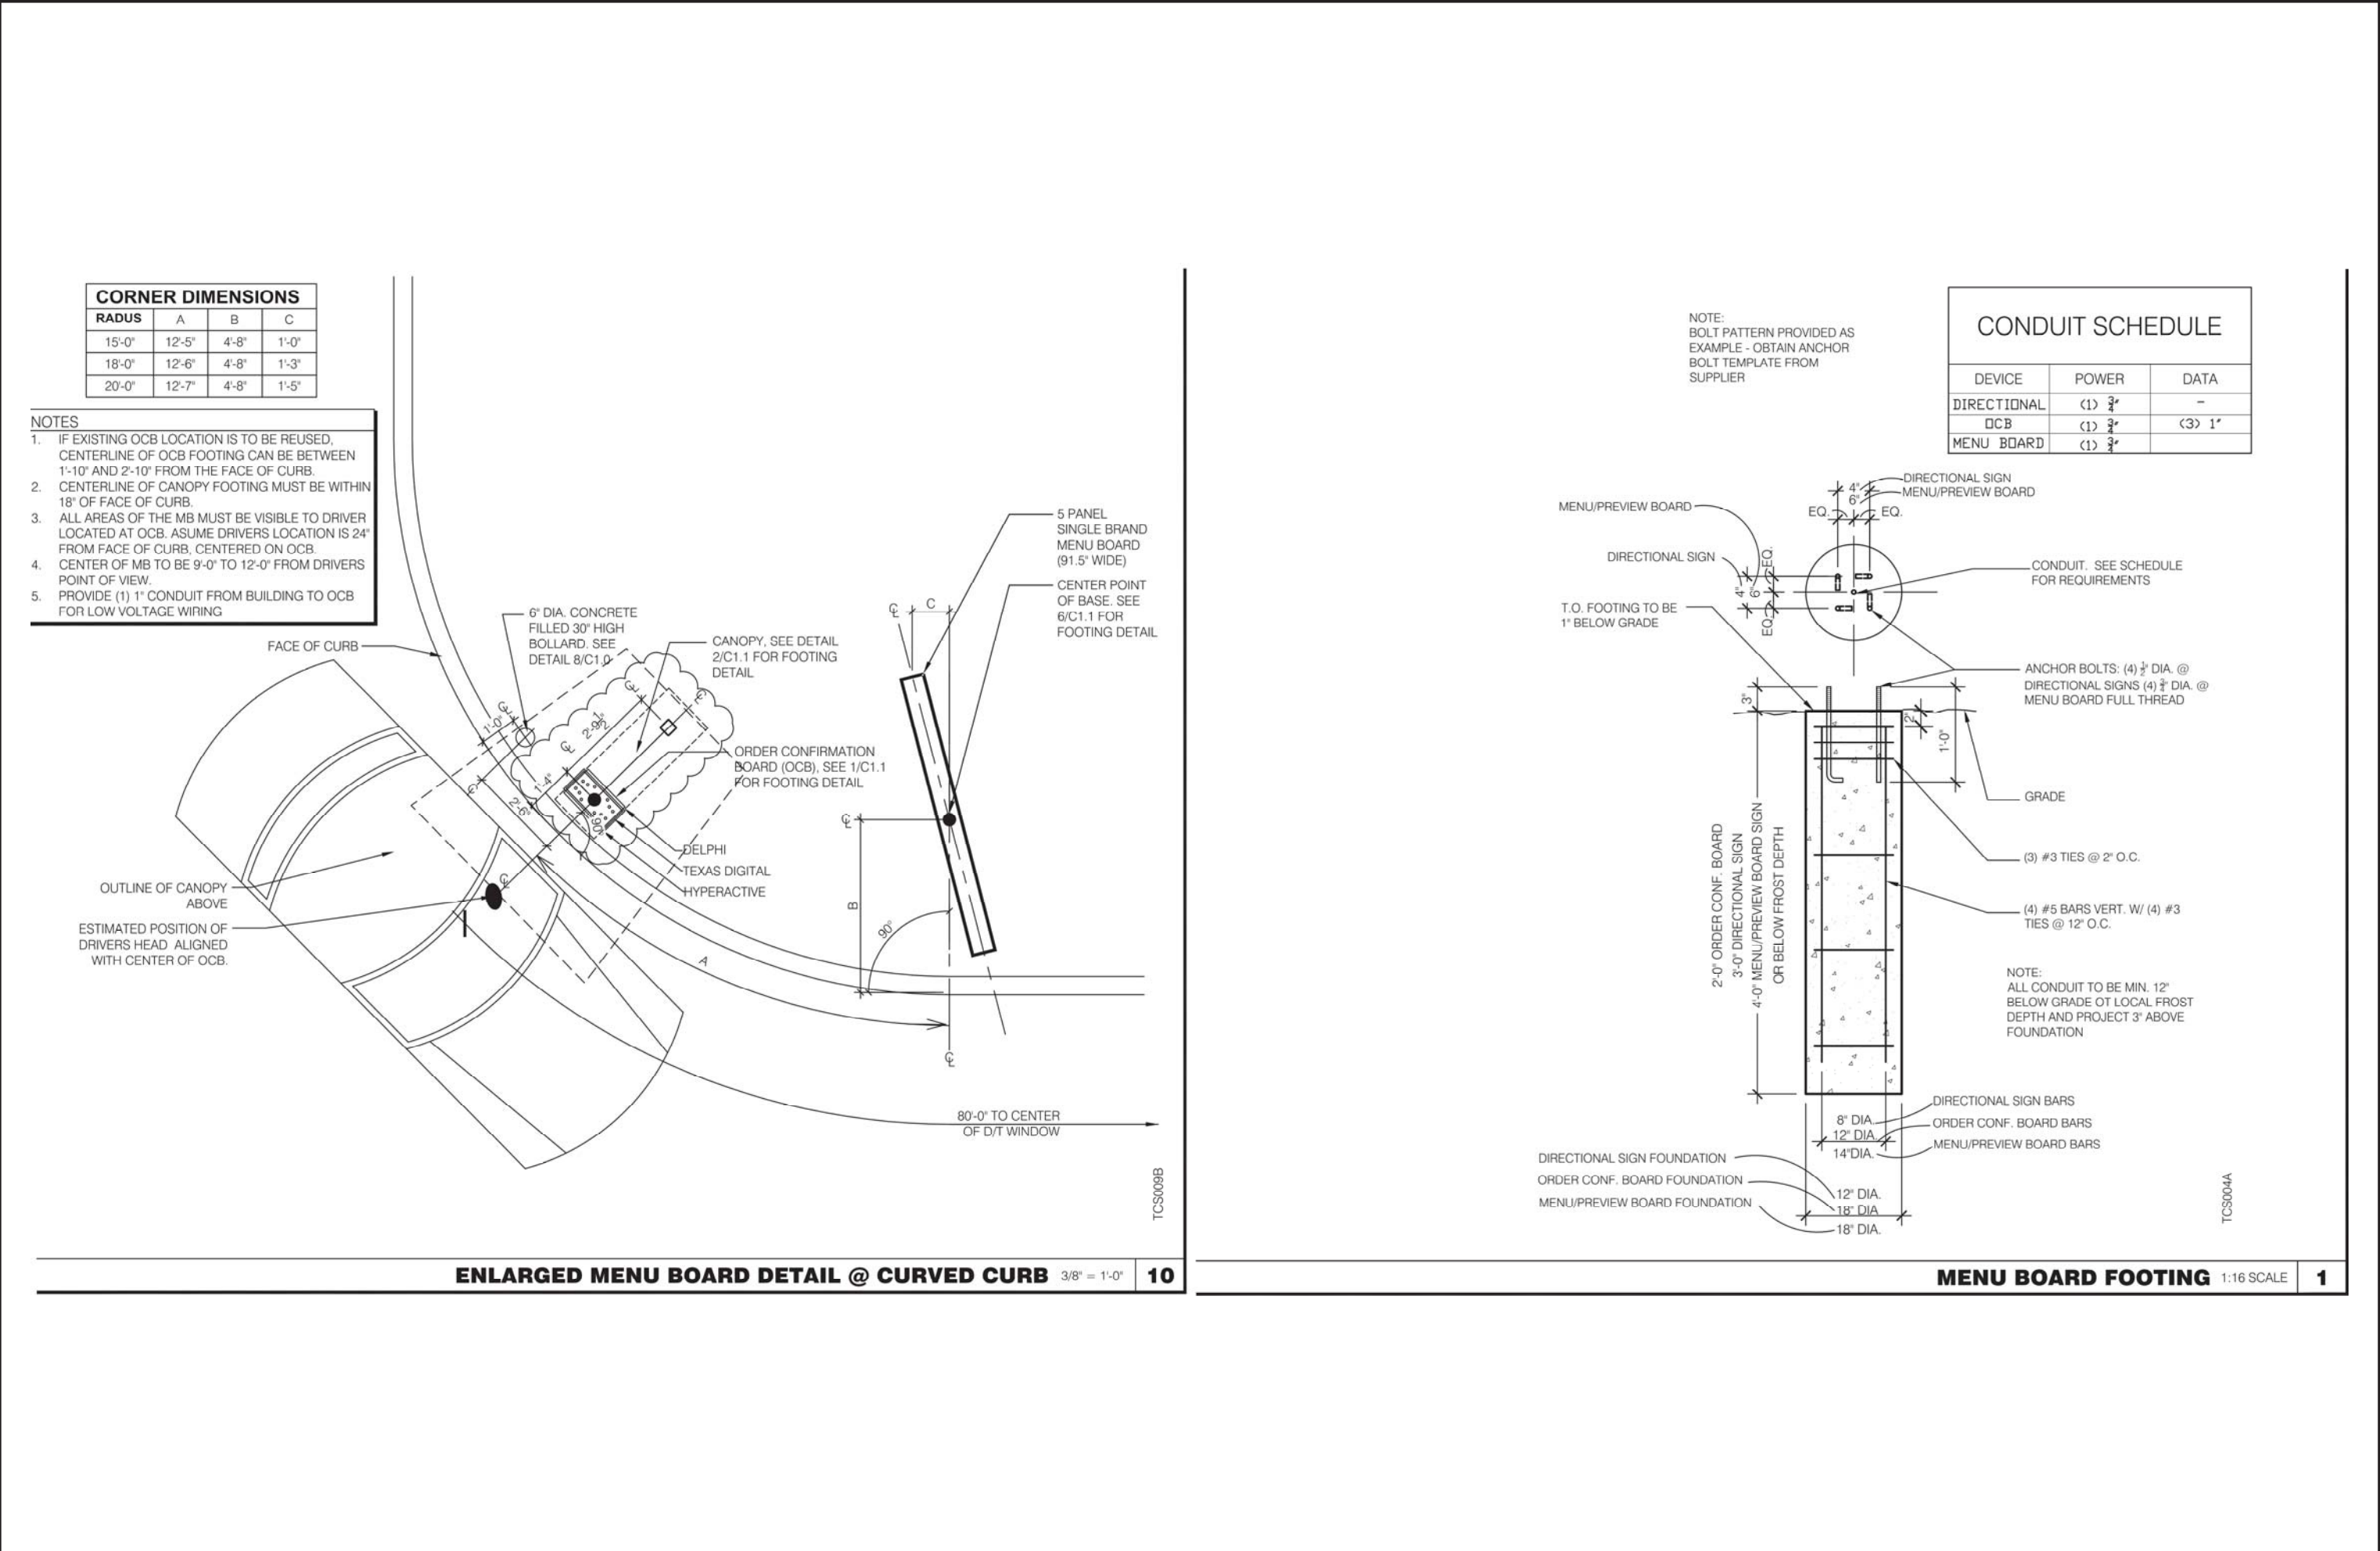 CORNER DIMENSIONS
RADUS A B C
15'-0" 12'-5" 4'-8" 1'-0"
18'-0" 12'-6" 4'-8" 1'-3"
20'-0" 12'-7" 4'-8" 1'-5"
NOTES
1. IF EXISTING OCB LOCATION IS TO BE REUSED,
CENTERLINE OF OCB FOOTING CAN BE BETWEEN
1'-10" AND 2'-10" FROM THE FACE OF CURB.
2. CENTERLINE OF CANOPY FOOTING MUST BE WITHIN
18" OF FACE OF CURB.
3. ALL AREAS OF THE MB MUST BE VISIBLE TO DRIVER
LOCATED AT OCB. ASUME DRIVERS LOCATION IS 24"
FROM FACE OF CURB, CENTERED ON OCB.
4. CENTER OF MB TO BE 9'-0" TO 12'-0" FROM DRIVERS
POINT OF VIEW.
5. PROVIDE (1) 1" CONDUIT FROM BUILDING TO OCB
FOR LOW VOLTAGE WIRING
FACE OF CURB
6" DIA. CONCRETE
FILLED 30" HIGH
BOLLARD. SEE
DETAIL 8/C1.0
CANOPY, SEE DETAIL
2/C1.1 FOR FOOTING
DETAIL
5 PANEL
SINGLE BRAND
MENU BOARD
(91.5" WIDE)
CENTER POINT
OF BASE. SEE
6/C1.1 FOR
FOOTING DETAIL
C
1'-0"
2'-9½"
1'-4"
2'-6"
90°
ORDER CONFIRMATION
BOARD (OCB), SEE 1/C1.1
FOR FOOTING DETAIL
DELPHI
TEXAS DIGITAL
HYPERACTIVE
OUTLINE OF CANOPY
ABOVE
ESTIMATED POSITION OF
DRIVERS HEAD ALIGNED
WITH CENTER OF OCB.
B
90°
A
80'-0" TO CENTER
OF D/T WINDOW
TCS009B
ENLARGED MENU BOARD DETAIL @ CURVED CURB 3/8" = 1'-0" 10
NOTE:
BOLT PATTERN PROVIDED AS
EXAMPLE - OBTAIN ANCHOR
BOLT TEMPLATE FROM
SUPPLIER
CONDUIT SCHEDULE
DEVICE POWER DATA
DIRECTIONAL (1) ¾" -
OCB (1) ¾" (3) 1"
MENU BOARD (1) ¾"
DIRECTIONAL SIGN
MENU/PREVIEW BOARD
4"
6"
EQ. EQ.
MENU/PREVIEW BOARD
DIRECTIONAL SIGN
4"
6"
EQ.
EQ.
T.O. FOOTING TO BE
1" BELOW GRADE
CONDUIT. SEE SCHEDULE
FOR REQUIREMENTS
ANCHOR BOLTS: (4) ½" DIA. @
DIRECTIONAL SIGNS (4) ¾" DIA. @
MENU BOARD FULL THREAD
3"
2"
1'-0"
GRADE
(3) #3 TIES @ 2" O.C.
(4) #5 BARS VERT. W/ (4) #3
TIES @ 12" O.C.
2'-0" ORDER CONF. BOARD
3'-0" DIRECTIONAL SIGN
4'-0" MENU/PREVIEW BOARD SIGN
OR BELOW FROST DEPTH
NOTE:
ALL CONDUIT TO BE MIN. 12"
BELOW GRADE OT LOCAL FROST
DEPTH AND PROJECT 3" ABOVE
FOUNDATION
8" DIA. DIRECTIONAL SIGN BARS
12" DIA. ORDER CONF. BOARD BARS
14"DIA. MENU/PREVIEW BOARD BARS
DIRECTIONAL SIGN FOUNDATION 12" DIA.
ORDER CONF. BOARD FOUNDATION 18" DIA
MENU/PREVIEW BOARD FOUNDATION 18" DIA.
TCS004A
MENU BOARD FOOTING 1:16 SCALE 1